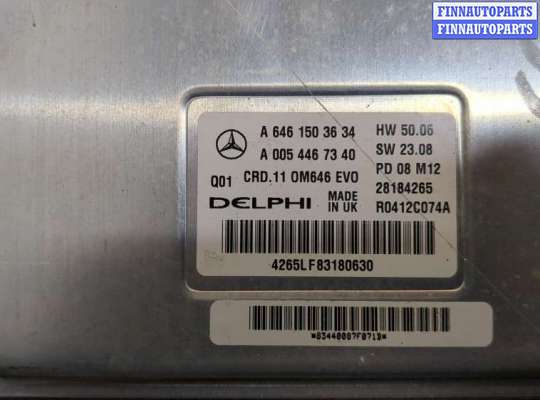 FINNAUTOPARTS
FINNAUTOPARTS
A 646 150 36 34
A 005 446 73 40
Q01 CRD.11 OM646 EVO
DELPHI MADE IN UK
HW 50.06
SW 23.08
PD 08 M12
28184265
R0412C074A
4265LF83180630